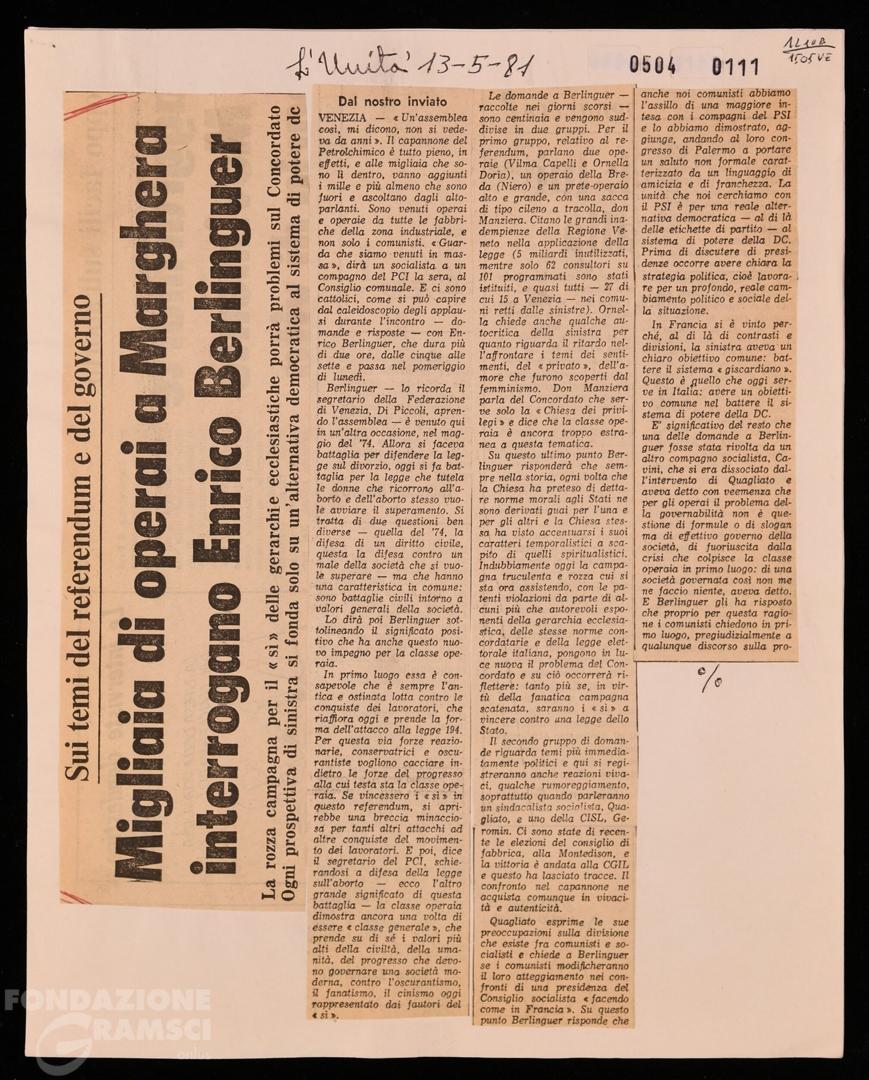 L'Unità 13-5-81
0504 0111
Sui temi del referendum e del governo
Migliaia di operai a Marghera
interrogano Enrico Berlinguer
La rozza campagna per il «sì» delle gerarchie ecclesiastiche porrà problemi sul Concordato
Ogni prospettiva di sinistra si fonda solo su un'alternativa democratica al sistema di potere dc
Dal nostro inviato
VENEZIA — « Un'assemblea
così, mi dicono, non si vede-
va da anni ». Il capannone del
Petrolchimico è tutto pieno, in
effetti, e alle migliaia che so-
no lì dentro, vanno aggiunti
i mille e più almeno che sono
fuori e ascoltano dagli alto-
parlanti. Sono venuti operai
e operaie da tutte le fabbri-
che della zona industriale, e
non solo i comunisti. « Guar-
da che siamo venuti in mas-
sa », dirà un socialista a un
compagno del PCI la sera, al
Consiglio comunale. E ci sono
cattolici, come si può capire
dal caleidoscopio degli applau-
si durante l'incontro — do-
mande e risposte — con En-
rico Berlinguer, che dura più
di due ore, dalle cinque alle
sette e passa nel pomeriggio
di lunedì.
Berlinguer — lo ricorda il
segretario della Federazione
di Venezia, Di Piccoli, apren-
do l'assemblea — è venuto qui
in un'altra occasione, nel mag-
gio del '74. Allora si faceva
battaglia per difendere la leg-
ge sul divorzio, oggi si fa bat-
taglia per la legge che tutela
le donne che ricorrono all'a-
borto e dell'aborto stesso vuo-
le avviare il superamento. Si
tratta di due questioni ben
diverse — quella del '74, la
difesa di un diritto civile,
questa la difesa contro un
male della società che si vuo-
le superare — ma che hanno
una caratteristica in comune:
sono battaglie civili intorno a
valori generali della società.
Lo dirà poi Berlinguer sot-
tolineando il significato posi-
tivo che ha anche questo nuo-
vo impegno per la classe ope-
raia.
In primo luogo essa è con-
sapevole che è sempre l'an-
tica e ostinata lotta contro le
conquiste dei lavoratori, che
riaffiora oggi e prende la for-
ma dell'attacco alla legge 194.
Per questa via forze reazio-
narie, conservatrici e oscu-
rantiste vogliono cacciare in-
dietro le forze del progresso
alla cui testa sta la classe ope-
raia. Se vincessero i «sì» in
questo referendum, si apri-
rebbe una breccia minaccio-
sa per tanti altri attacchi ad
altre conquiste del movimen-
to dei lavoratori. E poi, dice
il segretario del PCI, schie-
randosi a difesa della legge
sull'aborto — ecco l'altro
grande significato di questa
battaglia — la classe operaia
dimostra ancora una volta di
essere « classe generale », che
prende su di sé i valori più
alti della civiltà, della uma-
nità, del progresso che devo-
no governare una società mo-
derna, contro l'oscurantismo,
il fanatismo, il cinismo oggi
rappresentato dai fautori del
« sì ».
Le domande a Berlinguer —
raccolte nei giorni scorsi —
sono centinaia e vengono sud-
divise in due gruppi. Per il
primo gruppo, relativo al re-
ferendum, parlano due ope-
raie (Vilma Capelli e Ornella
Doria), un operaio della Bre-
da (Niero) e un prete-operaio
alto e grande, con una sacca
di tipo cileno a tracolla, don
Manziera. Citano le grandi ina-
dempienze della Regione Ve-
neto nella applicazione della
legge (5 miliardi inutilizzati,
mentre solo 62 consultori su
101 programmati sono stati
istituiti, e quasi tutti — 27 di
cui 15 a Venezia — nei comu-
ni retti dalle sinistre). Ornel-
la chiede anche qualche auto-
critica della sinistra per
quanto riguarda il ritardo nel-
l'affrontare i temi dei senti-
menti, del « privato », dell'a-
more che furono scoperti dal
femminismo. Don Manziera
parla del Concordato che ser-
ve solo la « Chiesa dei privi-
legi » e dice che la classe ope-
raia è ancora troppo estra-
nea a questa tematica.
Su questo ultimo punto Ber-
linguer risponderà che sem-
pre nella storia, ogni volta che
la Chiesa ha preteso di detta-
re norme morali agli Stati ne
sono derivati guai per l'una e
per gli altri e la Chiesa stes-
sa ha visto accentuarsi i suoi
caratteri temporalistici a sca-
pito di quelli spiritualistici.
Indubbiamente oggi la campa-
gna truculenta e rozza cui si
sta ora assistendo, con le pa-
tenti violazioni da parte di al-
cuni più che autorevoli espo-
nenti della gerarchia ecclesia-
stica, delle stesse norme con-
cordatarie e della legge elet-
torale italiana, pongono in lu-
ce nuova il problema del Con-
cordato e su ciò occorrerà ri-
flettere: tanto più se, in vir-
tù della fanatica campagna
scatenata, saranno i «sì» a
vincere contro una legge dello
Stato.
Il secondo gruppo di doman-
de riguarda temi più immedia-
tamente politici e qui si regi-
streranno anche reazioni viva-
ci, qualche rumoreggiamento,
soprattutto quando parleranno
un sindacalista socialista, Qua-
gliato, e uno della CISL, Ge-
romin. Ci sono state di recen-
te le elezioni del consiglio di
fabbrica, alla Montedison, e
la vittoria è andata alla CGIL
e questo ha lasciato tracce. Il
confronto nel capannone ne
acquista comunque in vivaci-
tà e autenticità.
Quagliato esprime le sue
preoccupazioni sulla divisione
che esiste fra comunisti e so-
cialisti e chiede a Berlinguer
se i comunisti modificheranno
il loro atteggiamento nei con-
fronti di una presidenza del
Consiglio socialista « facendo
come in Francia ». Su questo
punto Berlinguer risponde che
anche noi comunisti abbiamo
l'assillo di una maggiore in-
tesa con i compagni del PSI
e lo abbiamo dimostrato, ag-
giunge, andando al loro con-
gresso di Palermo a portare
un saluto non formale carat-
terizzato da un linguaggio di
amicizia e di franchezza. La
unità che noi cerchiamo con
il PSI è per una reale alter-
nativa democratica — al di là
delle etichette di partito — al
sistema di potere della DC.
Prima di discutere di presi-
denze occorre avere chiara la
strategia politica, cioè lavora-
re per un profondo, reale cam-
biamento politico e sociale del-
la situazione.
In Francia si è vinto per-
ché, al di là di contrasti e
divisioni, la sinistra aveva un
chiaro obiettivo comune: bat-
tere il sistema « giscardiano ».
Questo è quello che oggi ser-
ve in Italia: avere un obietti-
vo comune nel battere il si-
stema di potere della DC.
E' significativo del resto che
una delle domande a Berlin-
guer fosse stata rivolta da un
altro compagno socialista, Ca-
vini, che si era dissociato dal-
l'intervento di Quagliato e
aveva detto con veemenza che
per gli operai il problema del-
la governabilità non è que-
stione di formule o di slogan
ma di effettivo governo della
società, di fuoriuscita dalla
crisi che colpisce la classe
operaia in primo luogo: di una
società governata così non me
ne faccio niente, aveva detto.
E Berlinguer gli ha risposto
che proprio per questa ragio-
ne i comunisti chiedono in pri-
mo luogo, pregiudizialmente a
qualunque discorso sulla pro-
%
FONDAZIONE
GRAMSCI
onlus